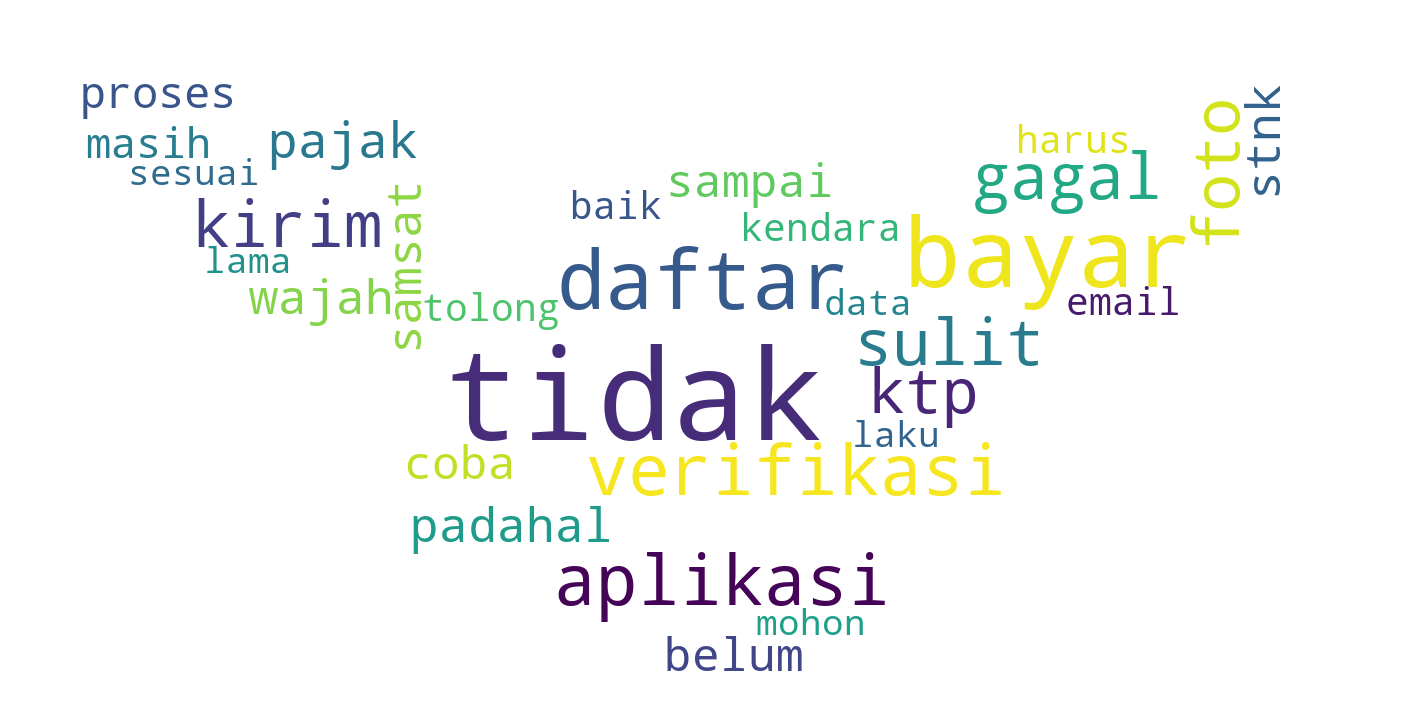 proses
masih
pajak
sesuai
kirim
samsat
lama
wajah
tolong
baik
sampai
kendara
daftar
data
harus
gagal
foto
stnk
bayar
email
sulit
tidak
ktp
laku
coba
verifikasi
padahal
aplikasi
mohon
belum